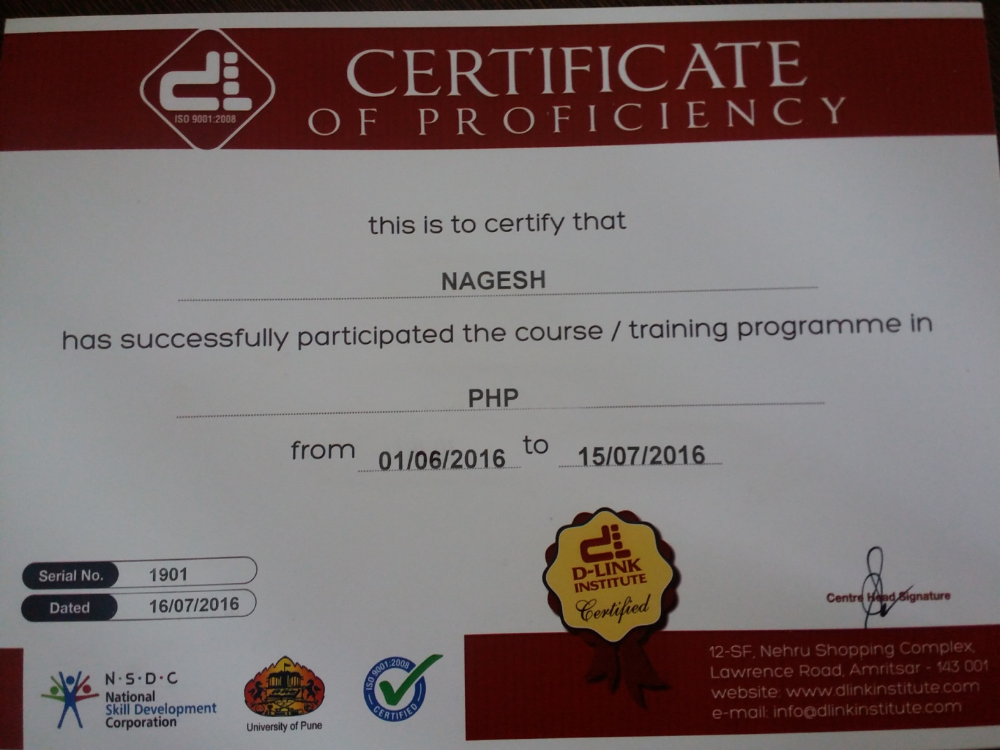 CERTIFICATE
OF PROFICIENCY
ISO 9001:2008
this is to certify that
NAGESH
has successfully participated the course / training programme in
PHP
from 01/06/2016 to 15/07/2016
D-LINK
INSTITUTE
Certified
Serial No. 1901
Dated 16/07/2016
Centre Head Signature
N·S·D·C
National
Skill Development
Corporation
University of Pune
ISO 9001:2008
CERTIFIED
12-SF, Nehru Shopping Complex,
Lawrence Road, Amritsar - 143 001
website: www.dlinkinstitute.com
e-mail: info@dlinkinstitute.com